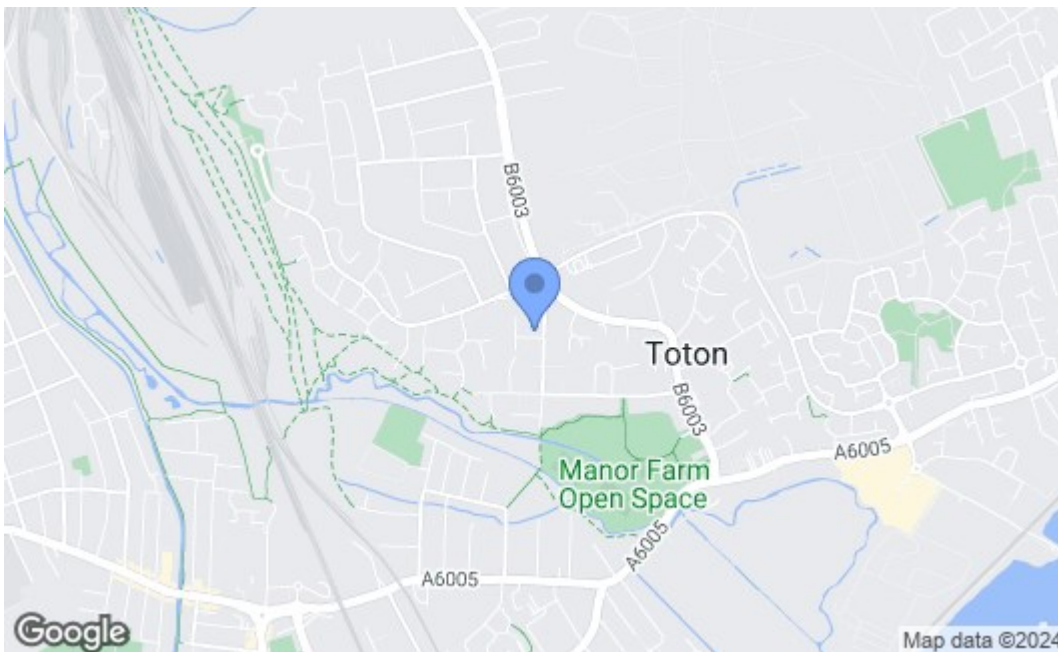 B6003
Toton
B6003
A6005
Manor Farm
Open Space
A6005
A6005
Google
Map data ©2024